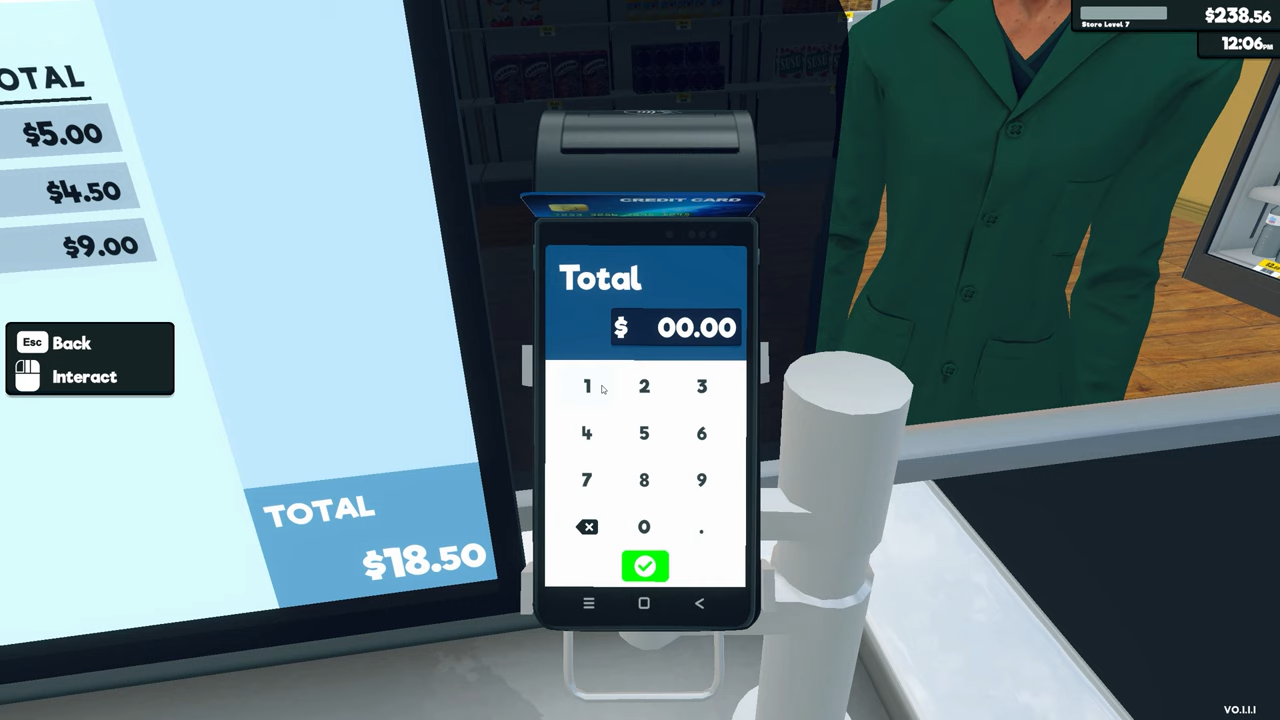 $238.56
Store Level 7
12:06PM
OTAL
$5.00
$4.50
$9.00
CREDIT CARD
Total
$ 00.00
Esc Back
Interact
1 2 3
4 5 6
7 8 9
0 .
TOTAL
$18.50
V0.1.1.1